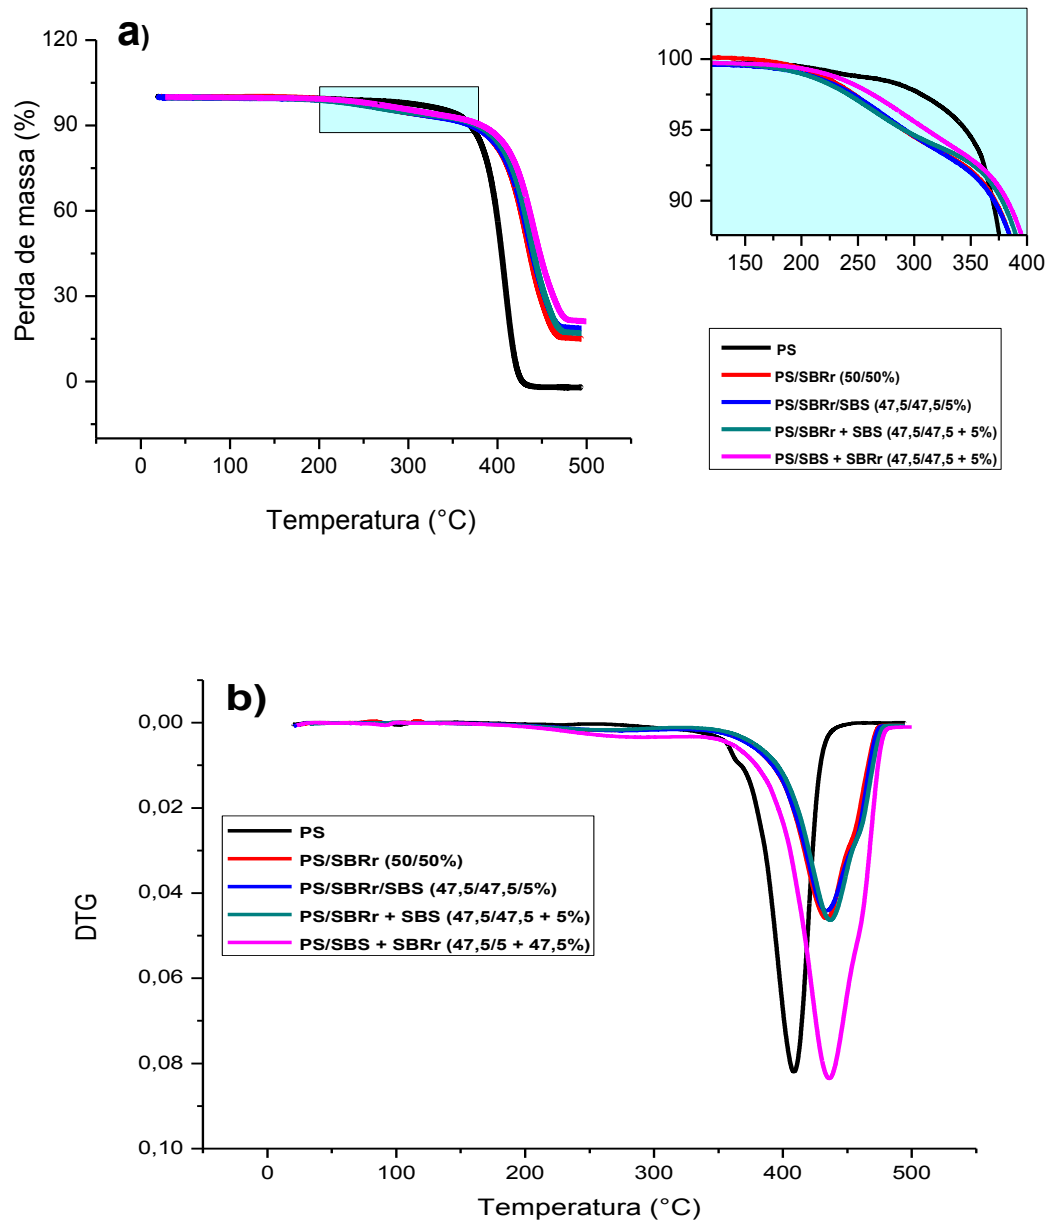 a)
120
90
60
30
0
Perda de massa (%)
0 100 200 300 400 500
Temperatura (°C)
100
95
90
150 200 250 300 350 400
PS
PS/SBRr (50/50%)
PS/SBRr/SBS (47,5/47,5/5%)
PS/SBRr + SBS (47,5/47,5 + 5%)
PS/SBS + SBRr (47,5/47,5 + 5%)
b)
0,00
0,02
0,04
0,06
0,08
0,10
DTG
PS
PS/SBRr (50/50%)
PS/SBRr/SBS (47,5/47,5/5%)
PS/SBRr + SBS (47,5/47,5 + 5%)
PS/SBS + SBRr (47,5/5 + 47,5%)
0 100 200 300 400 500
Temperatura (°C)